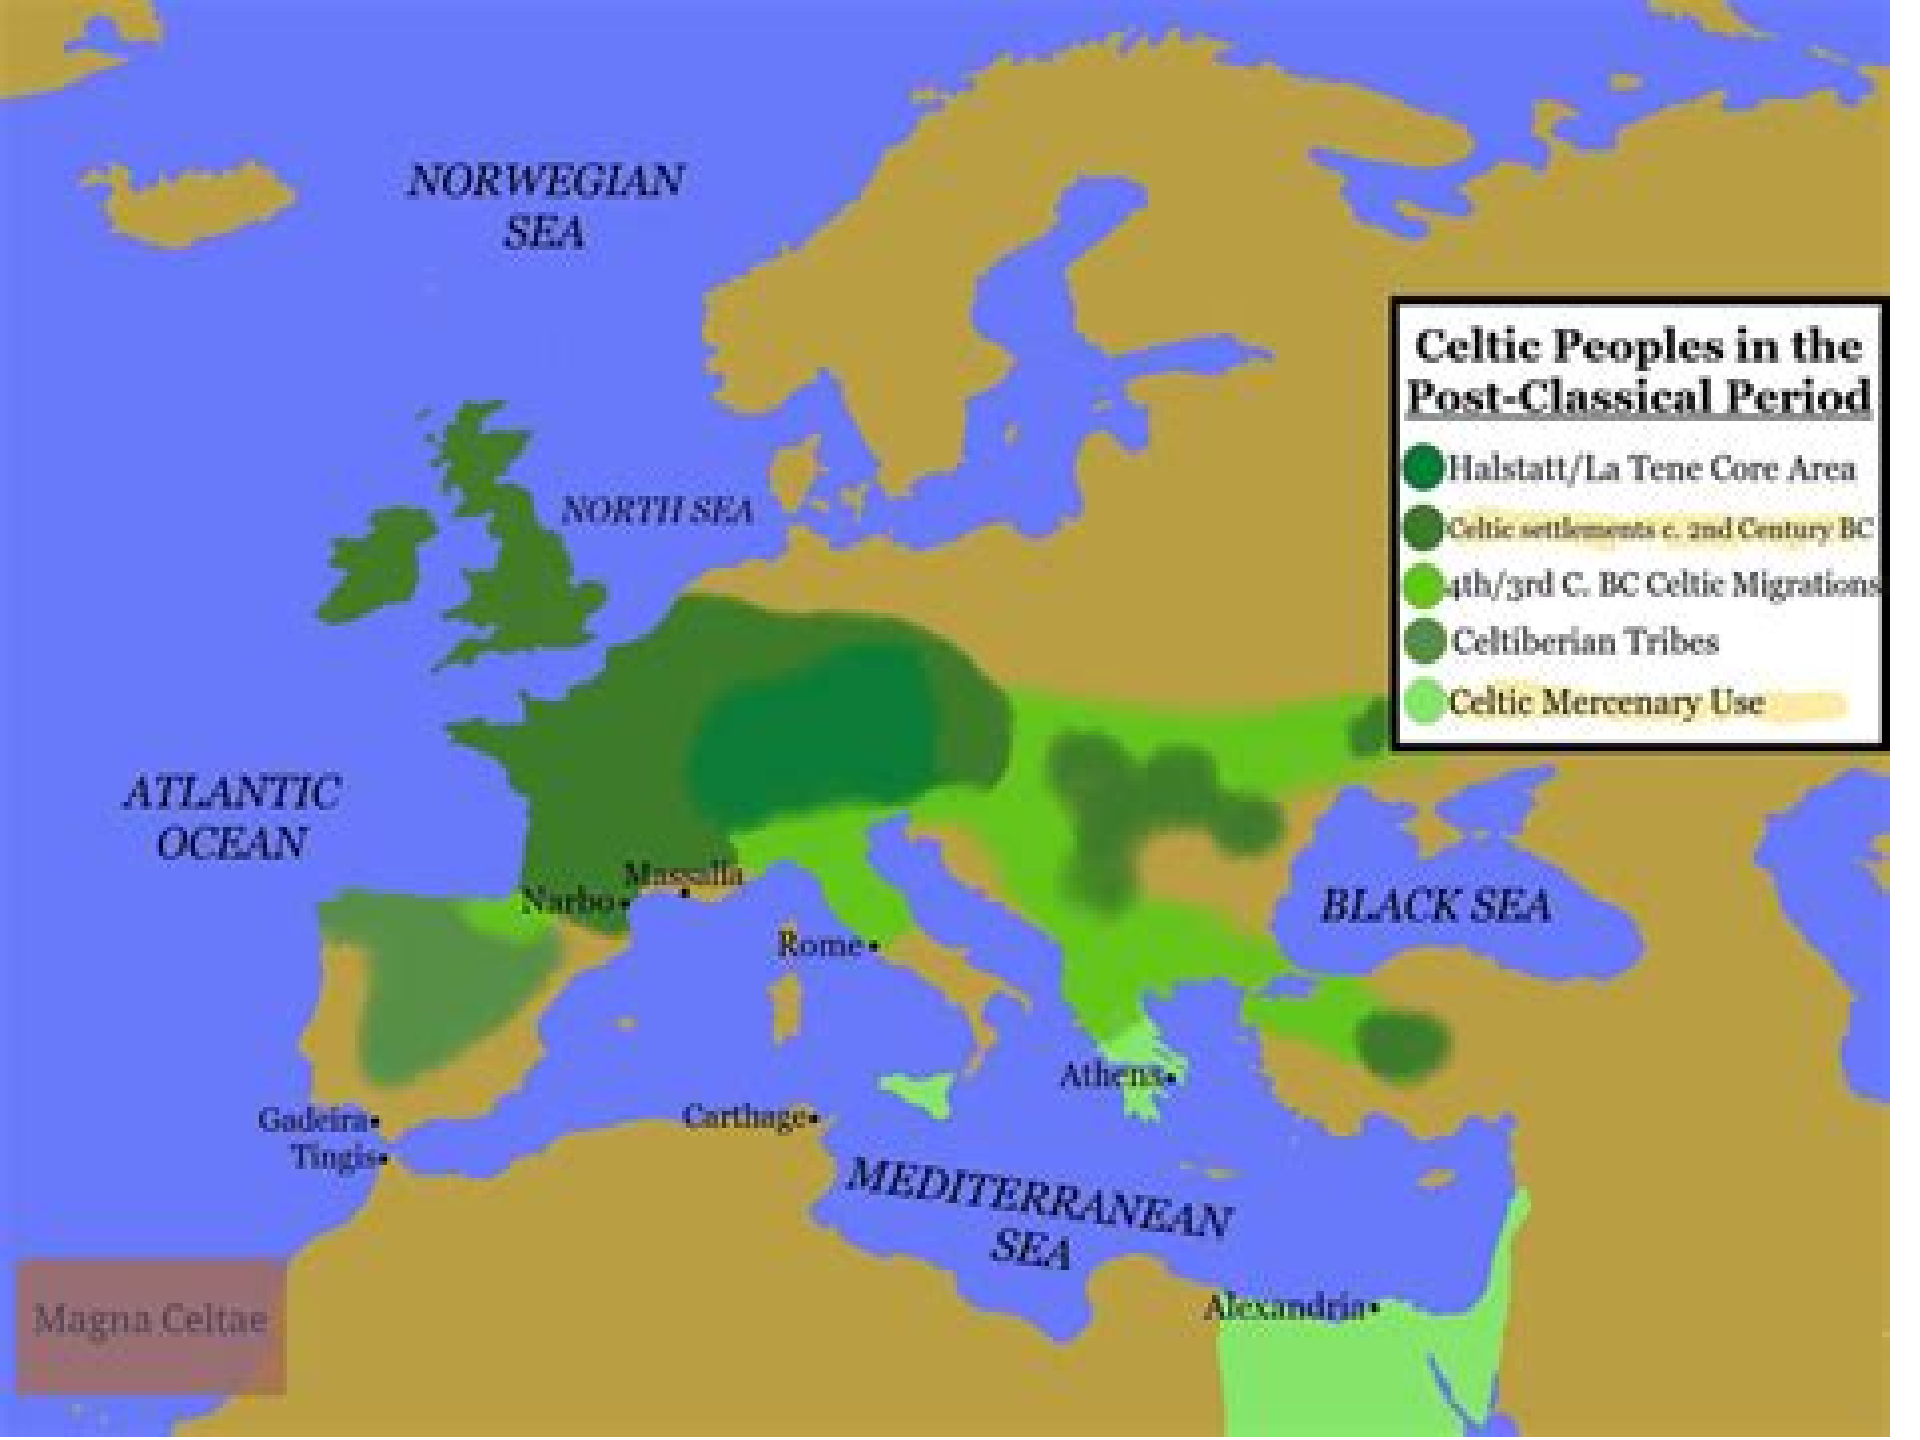 NORWEGIAN
SEA
Celtic Peoples in the
Post-Classical Period
Halstatt/La Tene Core Area
Celtic settlements c. 2nd Century BC
4th/3rd C. BC Celtic Migrations
Celtiberian Tribes
Celtic Mercenary Use
NORTH SEA
ATLANTIC
OCEAN
Massalia
Narbo
BLACK SEA
Rome
Athens
Gadeira
Carthage
Tingis
MEDITERRANEAN
SEA
Alexandria
Magna Celtae